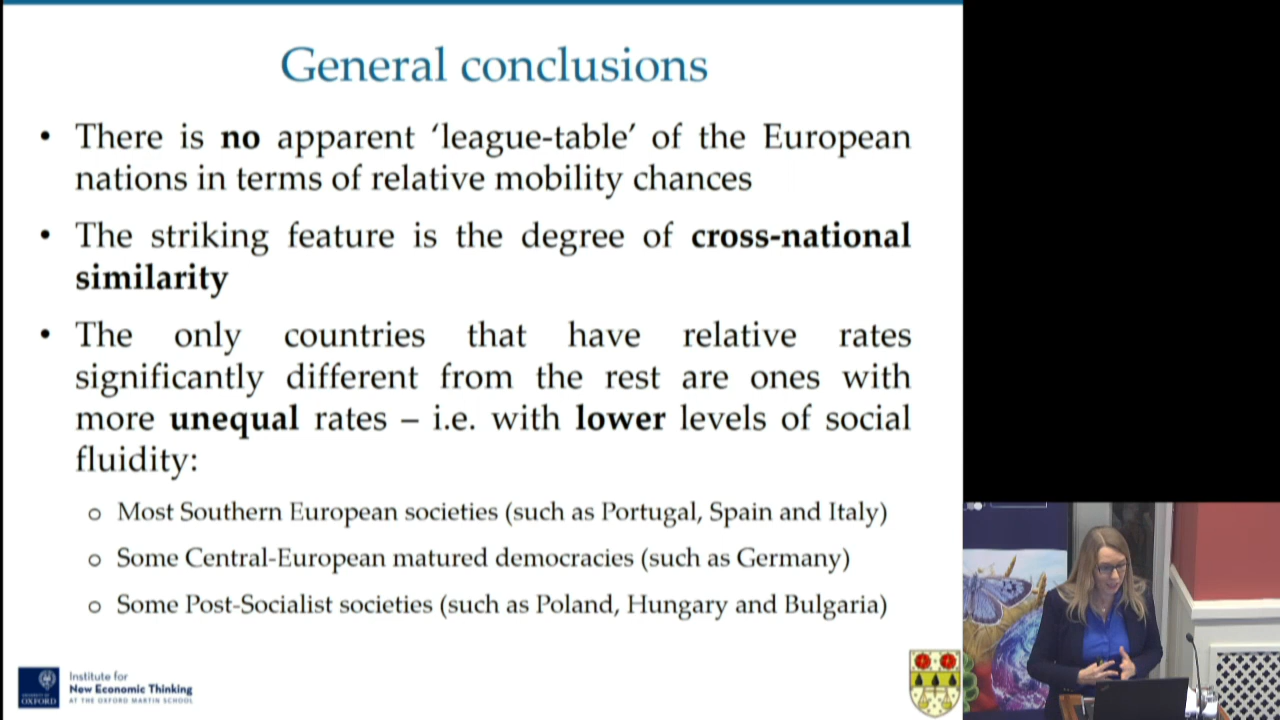 General conclusions
• There is no apparent ‘league-table’ of the European
nations in terms of relative mobility chances
• The striking feature is the degree of cross-national
similarity
• The only countries that have relative rates
significantly different from the rest are ones with
more unequal rates – i.e. with lower levels of social
fluidity:
o Most Southern European societies (such as Portugal, Spain and Italy)
o Some Central-European matured democracies (such as Germany)
o Some Post-Socialist societies (such as Poland, Hungary and Bulgaria)
UNIVERSITY OF
OXFORD
Institute for
New Economic Thinking
AT THE OXFORD MARTIN SCHOOL